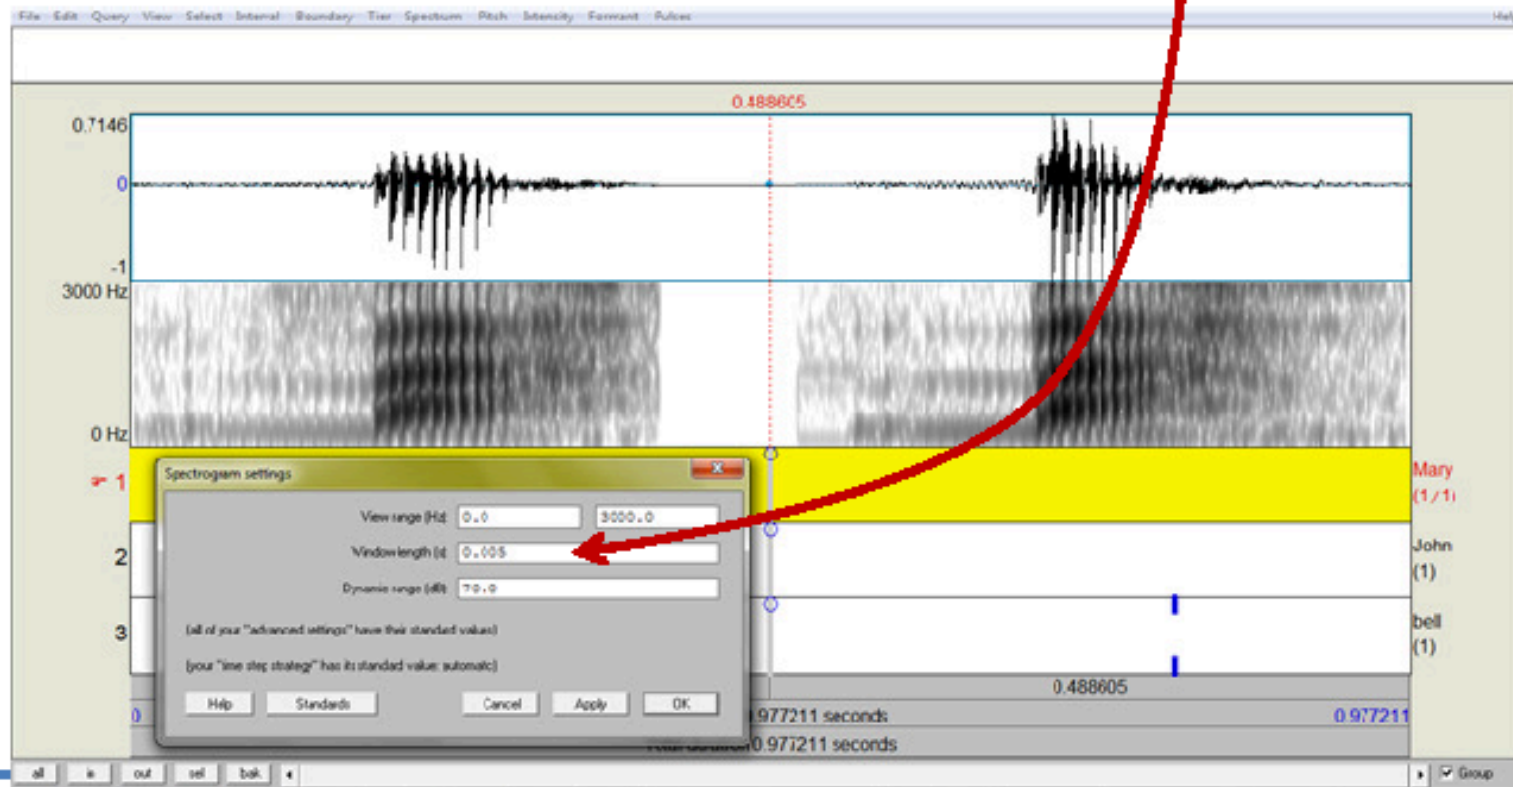 File Edit Query View Select Interval Boundary Tier Spectrum Pitch Intensity Formant Pulses Help
0.488605
0.7146
0
-1
3000 Hz
0 Hz
1
Mary
(1/1)
2
John
(1)
3
bell
(1)
Spectrogram settings
View range (Hz) 0.0 3000.0
Window length (s) 0.005
Dynamic range (dB) 70.0
(all of your "advanced settings" have their standard values)
(your "time step strategy" has its standard value: automatic)
Help Standards Cancel Apply OK
0.488605
0 .977211 seconds 0.977211
Total duration 0.977211 seconds
all in out sel bak Group